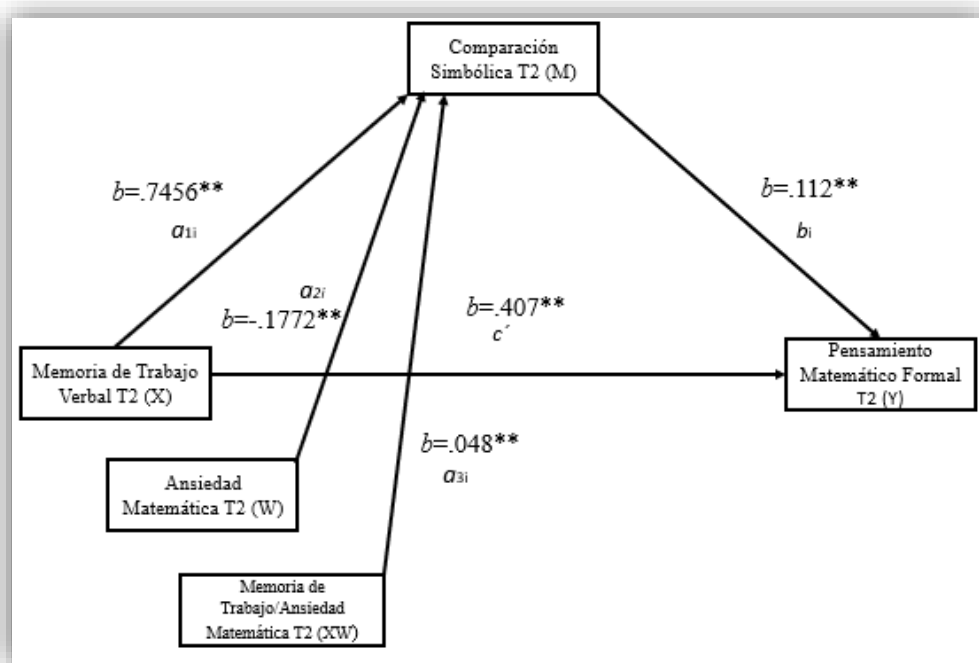 Comparación
Simbólica T2 (M)
b=.7456**
a1i
b=.112**
bi
a2i
b=-.1772**
b=.407**
c´
Memoria de Trabajo
Verbal T2 (X)
Pensamiento
Matemático Formal
T2 (Y)
b=.048**
a3i
Ansiedad
Matemática T2 (W)
Memoria de
Trabajo/Ansiedad
Matemática T2 (XW)